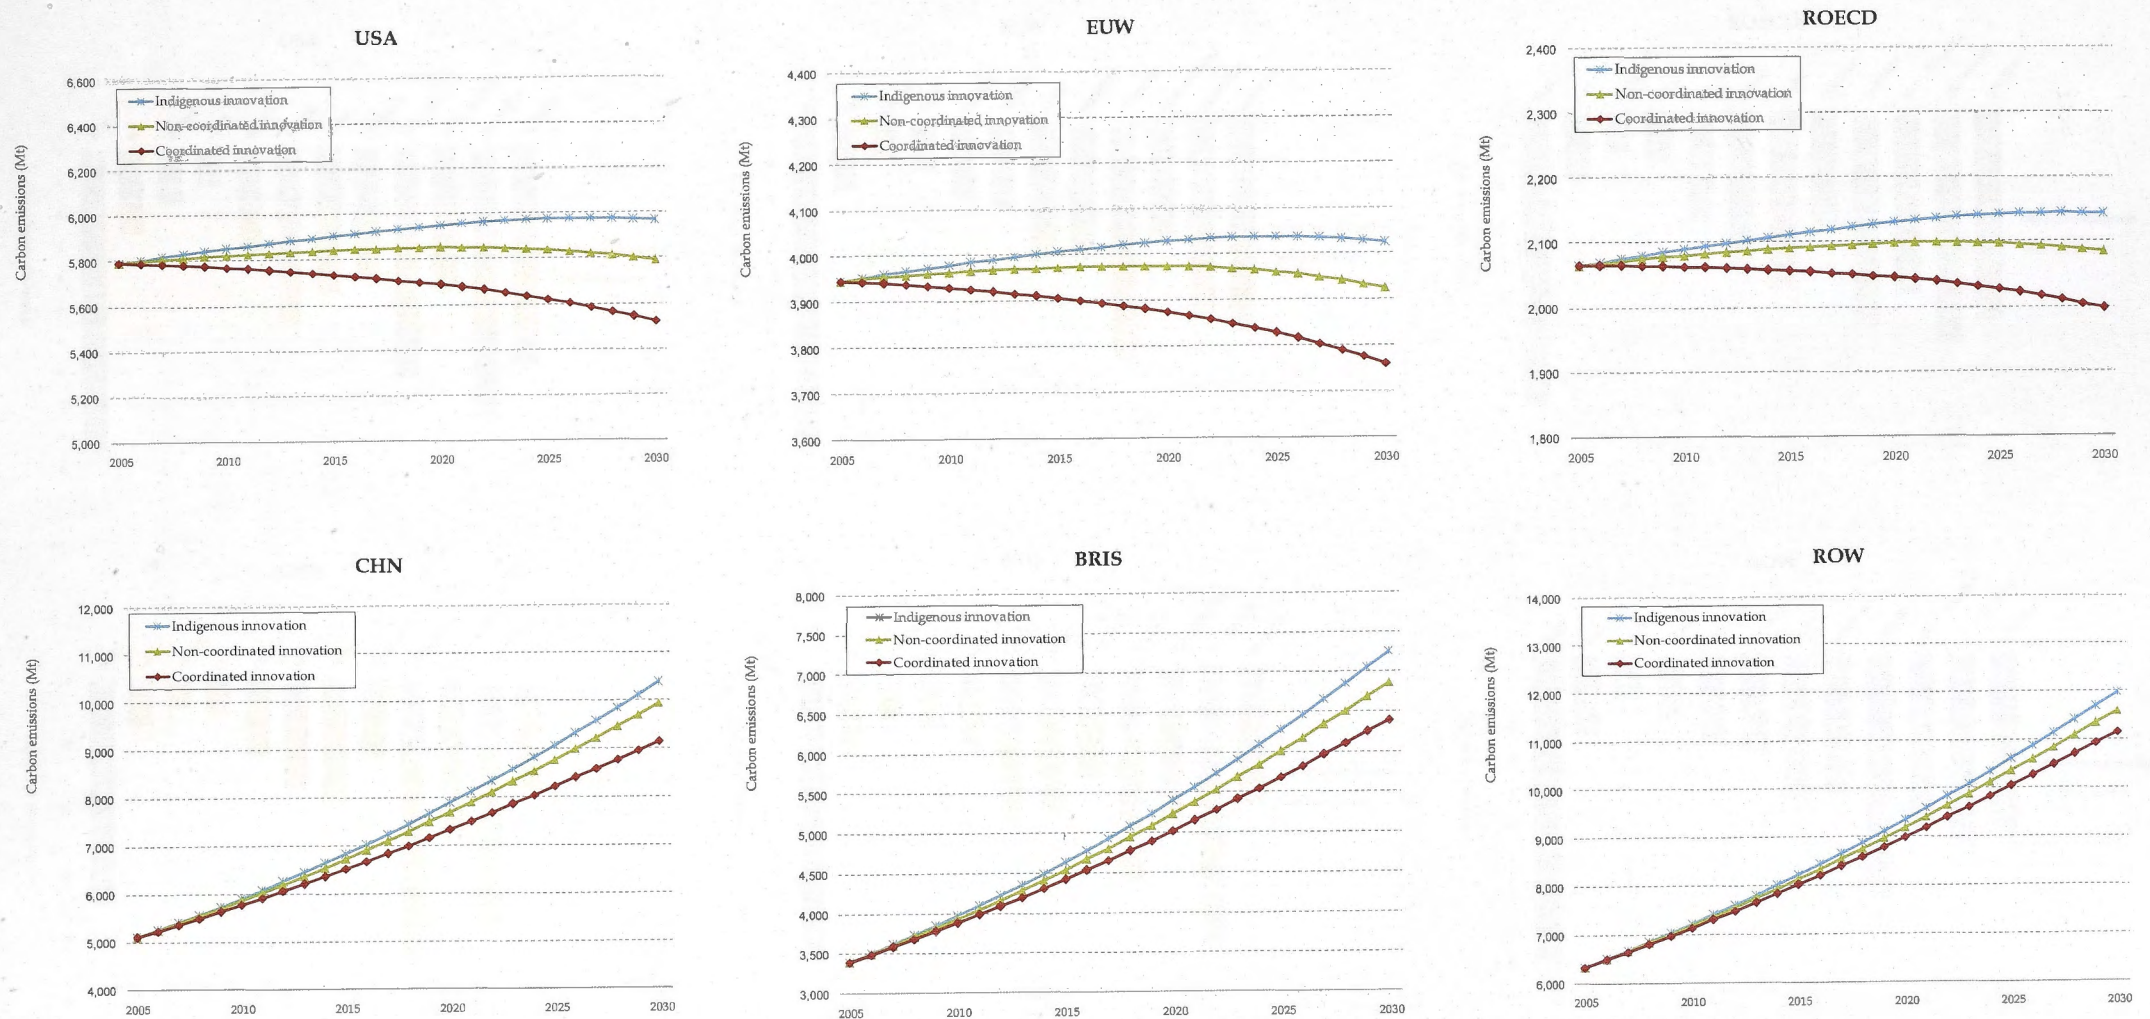 USA
6,600
6,400
6,200
6,000
5,800
5,600
5,400
5,200
5,000
Carbon emissions (Mt)
Indigenous innovation
Non-coordinated innovation
Coordinated innovation
2005 2010 2015 2020 2025 2030
EUW
4,400
4,300
4,200
4,100
4,000
3,900
3,800
3,700
3,600
Carbon emissions (Mt)
Indigenous innovation
Non-coordinated innovation
Coordinated innovation
2005 2010 2015 2020 2025 2030
ROECD
2,400
2,300
2,200
2,100
2,000
1,900
1,800
Carbon emissions (Mt)
Indigenous innovation
Non-coordinated innovation
Coordinated innovation
2005 2010 2015 2020 2025 2030
CHN
12,000
11,000
10,000
9,000
8,000
7,000
6,000
5,000
4,000
Carbon emissions (Mt)
Indigenous innovation
Non-coordinated innovation
Coordinated innovation
2005 2010 2015 2020 2025 2030
BRIS
8,000
7,500
7,000
6,500
6,000
5,500
5,000
4,500
4,000
3,500
3,000
Carbon emissions (Mt)
Indigenous innovation
Non-coordinated innovation
Coordinated innovation
2005 2010 2015 2020 2025 2030
ROW
14,000
13,000
12,000
11,000
10,000
9,000
8,000
7,000
6,000
Carbon emissions (Mt)
Indigenous innovation
Non-coordinated innovation
Coordinated innovation
2005 2010 2015 2020 2025 2030